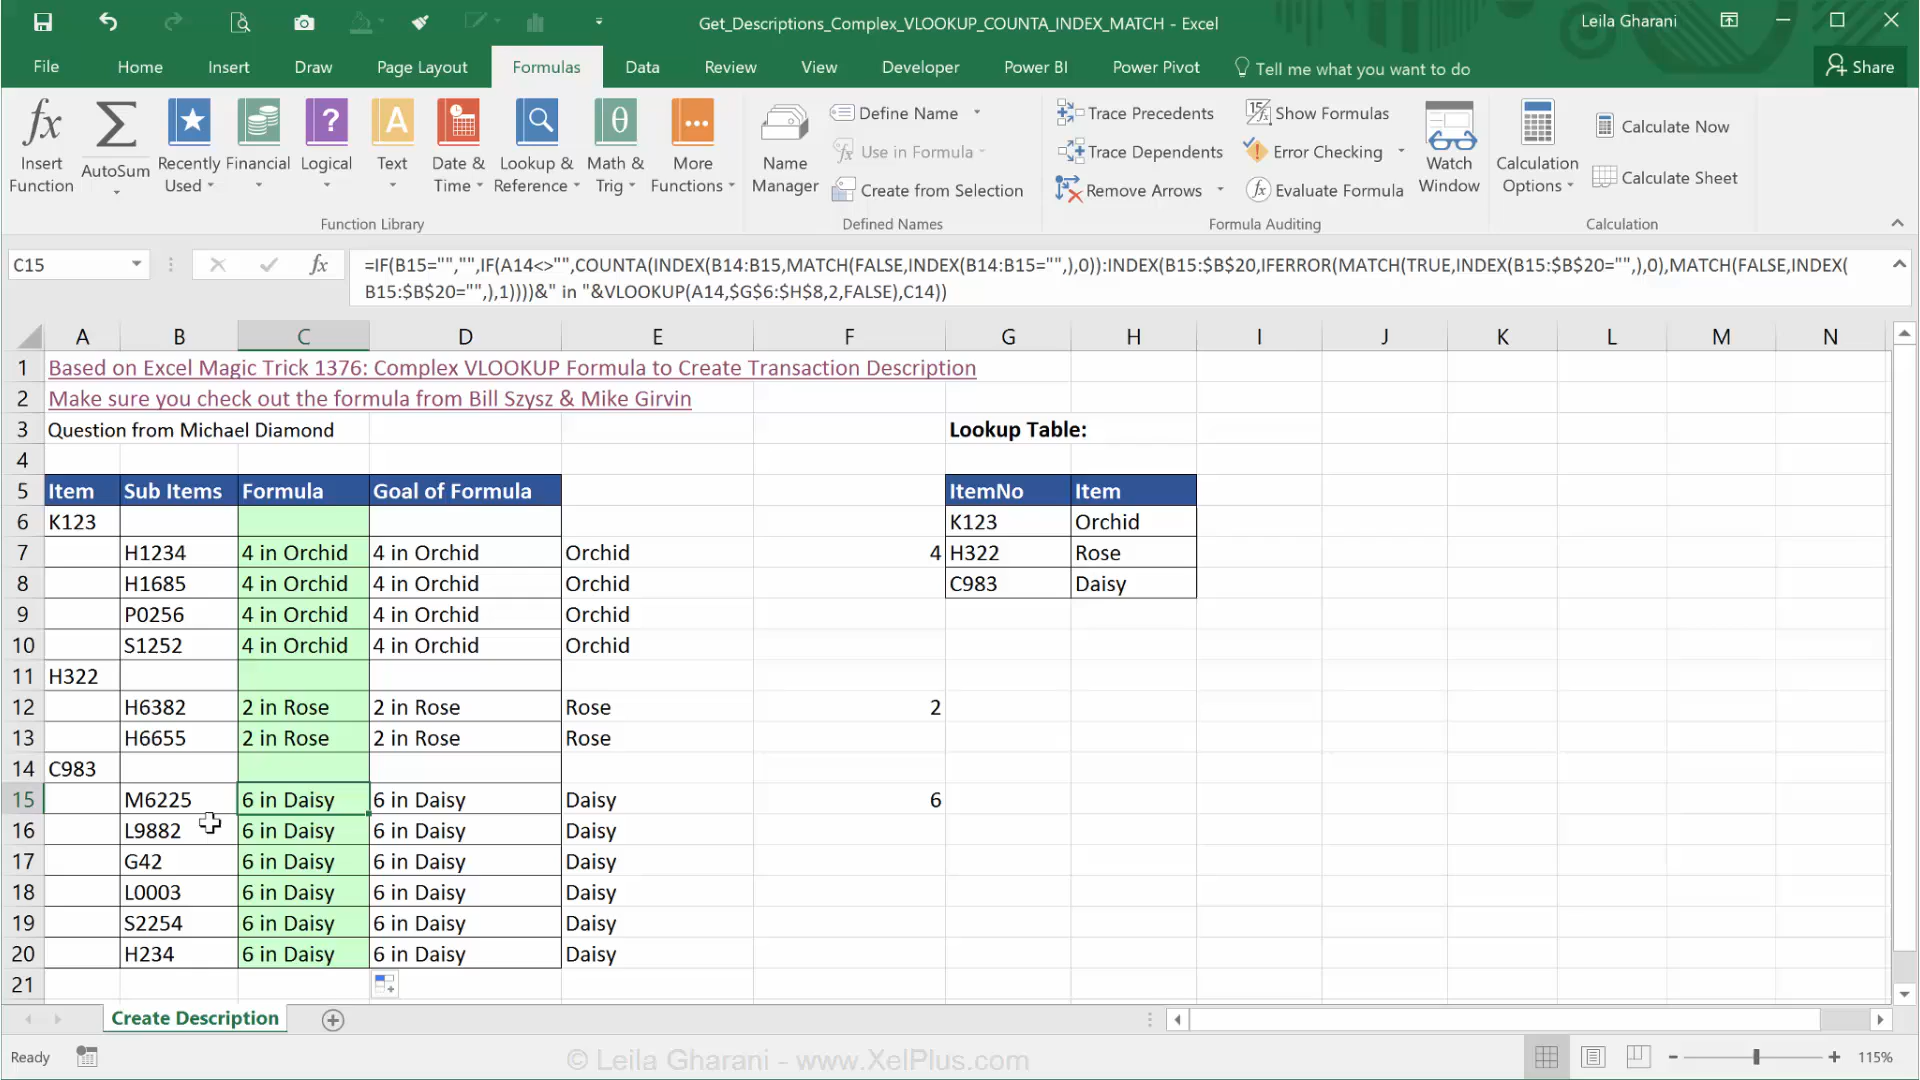 Get_Descriptions_Complex_VLOOKUP_COUNTA_INDEX_MATCH - Excel
Leila Gharani
File Home Insert Draw Page Layout Formulas Data Review View Developer Power BI Power Pivot Tell me what you want to do Share
Insert Function
AutoSum
Recently Used
Financial
Logical
Text
Date & Time
Lookup & Reference
Math & Trig
More Functions
Function Library
Name Manager
Define Name
Use in Formula
Create from Selection
Defined Names
Trace Precedents
Trace Dependents
Remove Arrows
Show Formulas
Error Checking
Evaluate Formula
Formula Auditing
Watch Window
Calculation Options
Calculate Now
Calculate Sheet
Calculation
C15
fx
=IF(B15="","",IF(A14<>"",COUNTA(INDEX(B14:B15,MATCH(FALSE,INDEX(B14:B15="",),0)):INDEX(B15:$B$20,IFERROR(MATCH(TRUE,INDEX(B15:$B$20="",),0),MATCH(FALSE,INDEX(
B15:$B$20="",),1))))&" in "&VLOOKUP(A14,$G$6:$H$8,2,FALSE),C14))
A B C D E F G H I J K L M N
1 Based on Excel Magic Trick 1376: Complex VLOOKUP Formula to Create Transaction Description
2 Make sure you check out the formula from Bill Szysz & Mike Girvin
3 Question from Michael Diamond Lookup Table:
4
5 Item Sub Items Formula Goal of Formula ItemNo Item
6 K123 K123 Orchid
7 H1234 4 in Orchid 4 in Orchid Orchid 4 H322 Rose
8 H1685 4 in Orchid 4 in Orchid Orchid C983 Daisy
9 P0256 4 in Orchid 4 in Orchid Orchid
10 S1252 4 in Orchid 4 in Orchid Orchid
11 H322
12 H6382 2 in Rose 2 in Rose Rose 2
13 H6655 2 in Rose 2 in Rose Rose
14 C983
15 M6225 6 in Daisy 6 in Daisy Daisy 6
16 L9882 6 in Daisy 6 in Daisy Daisy
17 G42 6 in Daisy 6 in Daisy Daisy
18 L0003 6 in Daisy 6 in Daisy Daisy
19 S2254 6 in Daisy 6 in Daisy Daisy
20 H234 6 in Daisy 6 in Daisy Daisy
21
Create Description
Ready
© Leila Gharani - www.XelPlus.com
115%